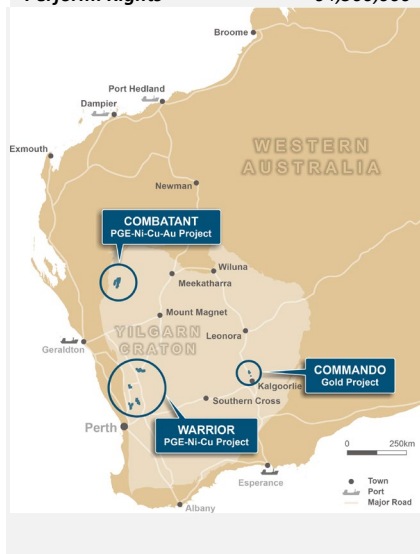 Broome
Port Hedland
Dampier
Exmouth
WESTERN
AUSTRALIA
Newman
COMBATANT
PGE-Ni-Cu-Au Project
Wiluna
Meekatharra
Mount Magnet
YILGARN
CRATON
Leonora
Geraldton
COMMANDO
Gold Project
Kalgoorlie
Southern Cross
Perth
WARRIOR
PGE-Ni-Cu Project
0 250km
Esperance
Town
Port
Major Road
Albany